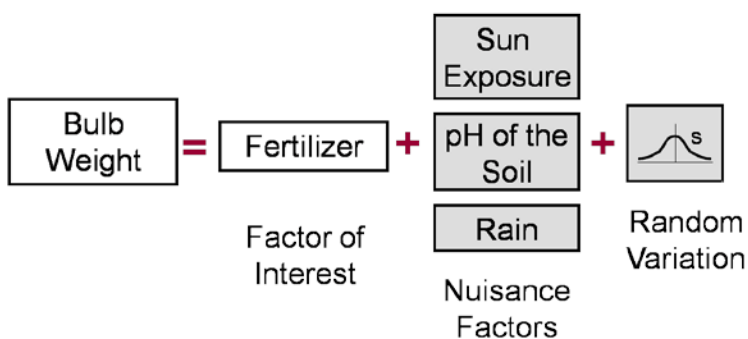 Bulb
Weight
=
Fertilizer
+
Sun
Exposure
pH of the
Soil
Rain
+
s
Factor of
Interest
Nuisance
Factors
Random
Variation